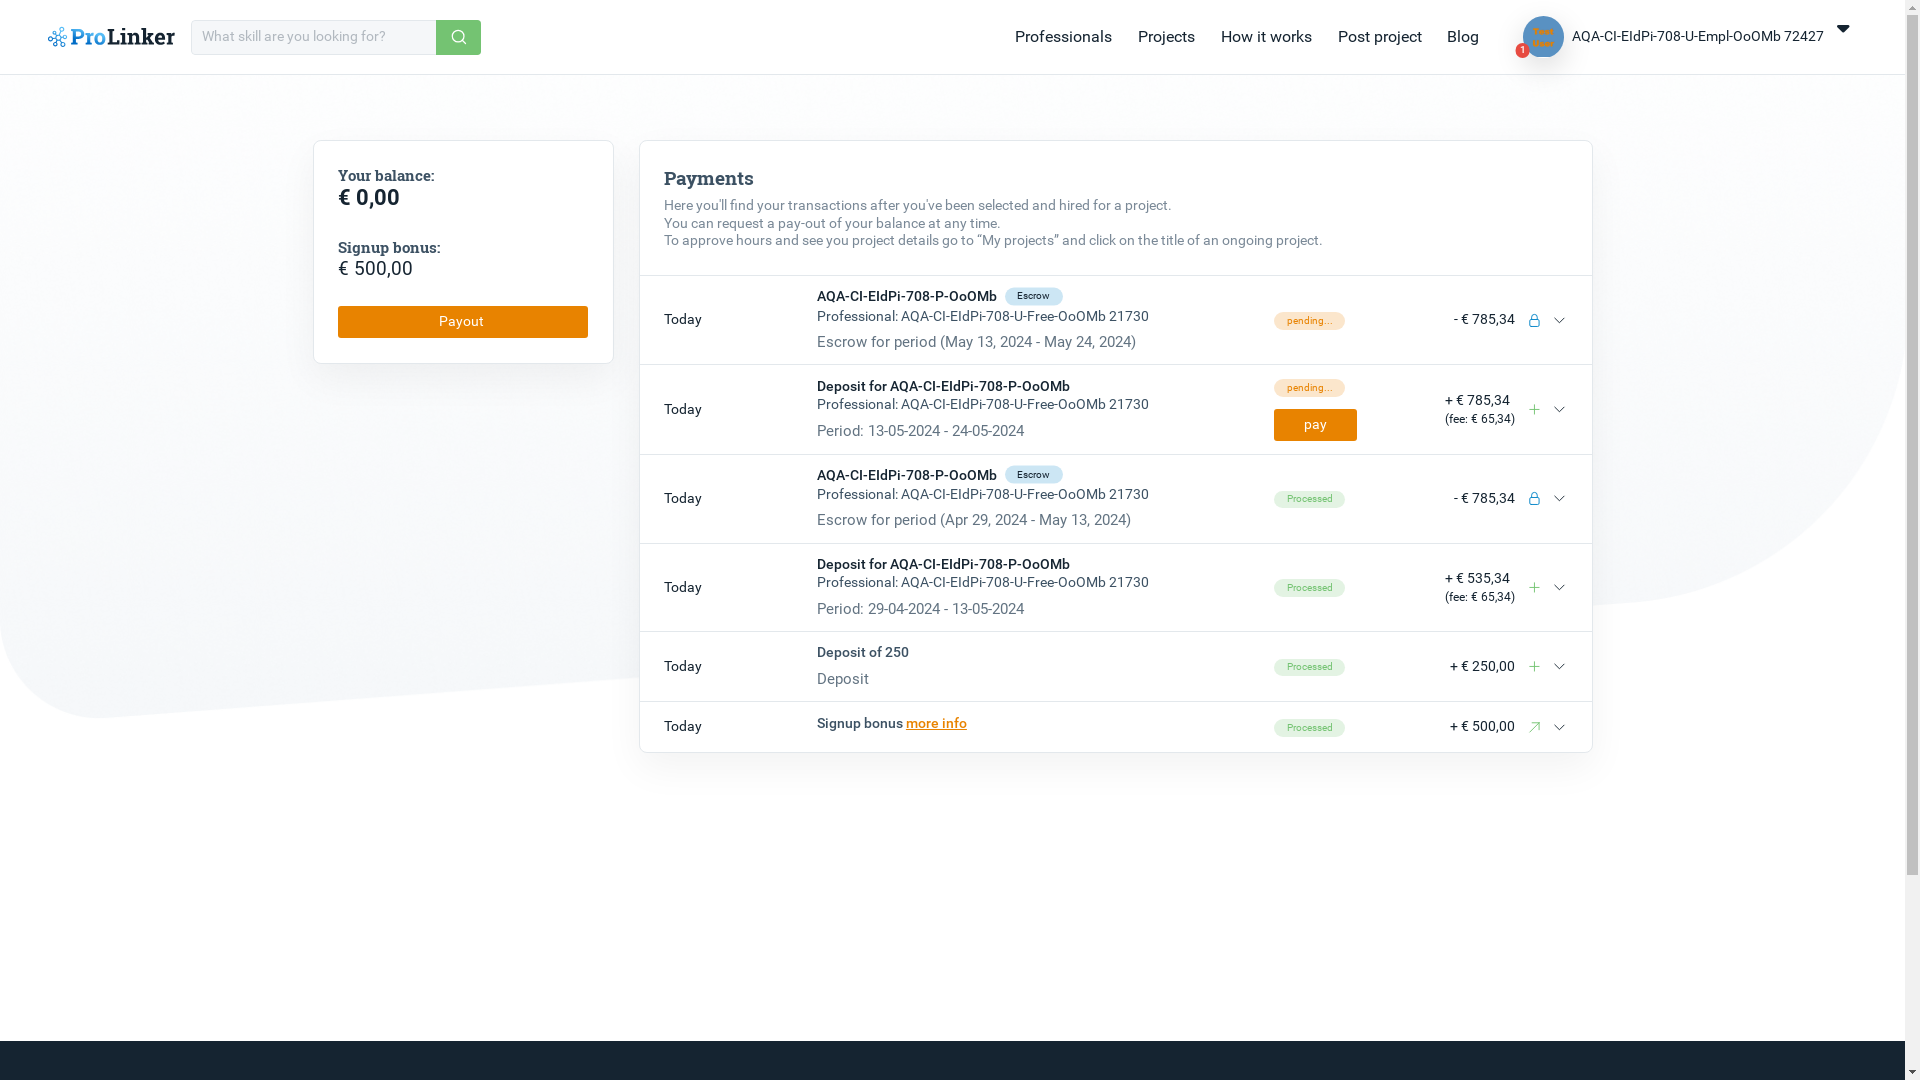 ProLinker
What skill are you looking for?
Professionals
Projects
How it works
Post project
Blog
Test
User
1
AQA-CI-EIdPi-708-U-Empl-OoOMb 72427
Your balance:
€ 0,00
Signup bonus:
€ 500,00
Payout
Payments
Here you'll find your transactions after you've been selected and hired for a project.
You can request a pay-out of your balance at any time.
To approve hours and see you project details go to “My projects” and click on the title of an ongoing project.
Today
AQA-CI-EIdPi-708-P-OoOMb Escrow
Professional: AQA-CI-EIdPi-708-U-Free-OoOMb 21730
Escrow for period (May 13, 2024 - May 24, 2024)
pending...
- € 785,34
Today
Deposit for AQA-CI-EIdPi-708-P-OoOMb
Professional: AQA-CI-EIdPi-708-U-Free-OoOMb 21730
Period: 13-05-2024 - 24-05-2024
pending...
pay
+ € 785,34
(fee: € 65,34)
Today
AQA-CI-EIdPi-708-P-OoOMb Escrow
Professional: AQA-CI-EIdPi-708-U-Free-OoOMb 21730
Escrow for period (Apr 29, 2024 - May 13, 2024)
Processed
- € 785,34
Today
Deposit for AQA-CI-EIdPi-708-P-OoOMb
Professional: AQA-CI-EIdPi-708-U-Free-OoOMb 21730
Period: 29-04-2024 - 13-05-2024
Processed
+ € 535,34
(fee: € 65,34)
Today
Deposit of 250
Deposit
Processed
+ € 250,00
Today
Signup bonus more info
Processed
+ € 500,00